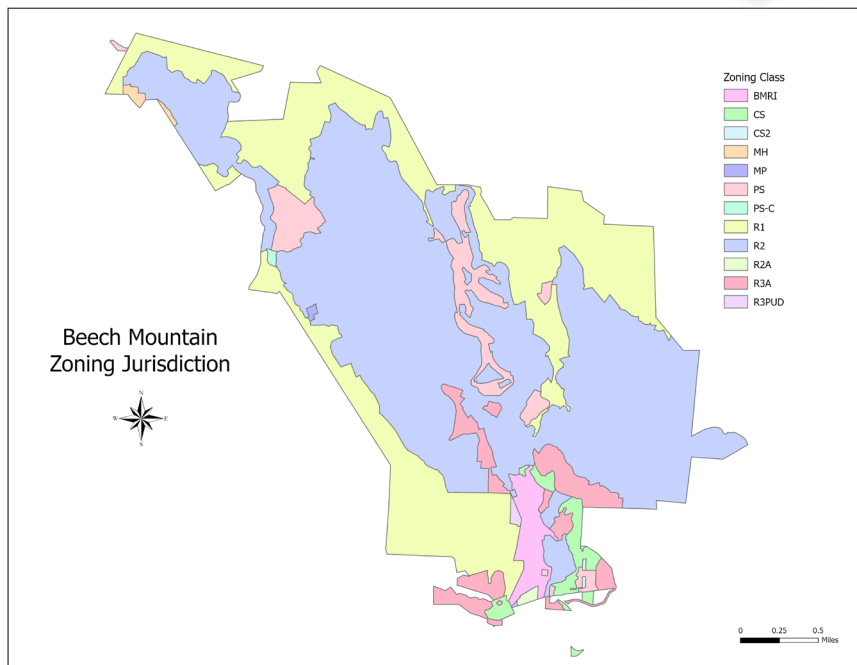 Zoning Class
BMRI
CS
CS2
MH
MP
PS
PS-C
R1
R2
R2A
R3A
R3PUD
Beech Mountain
Zoning Jurisdiction
N
W E
S
0 0.25 0.5
Miles